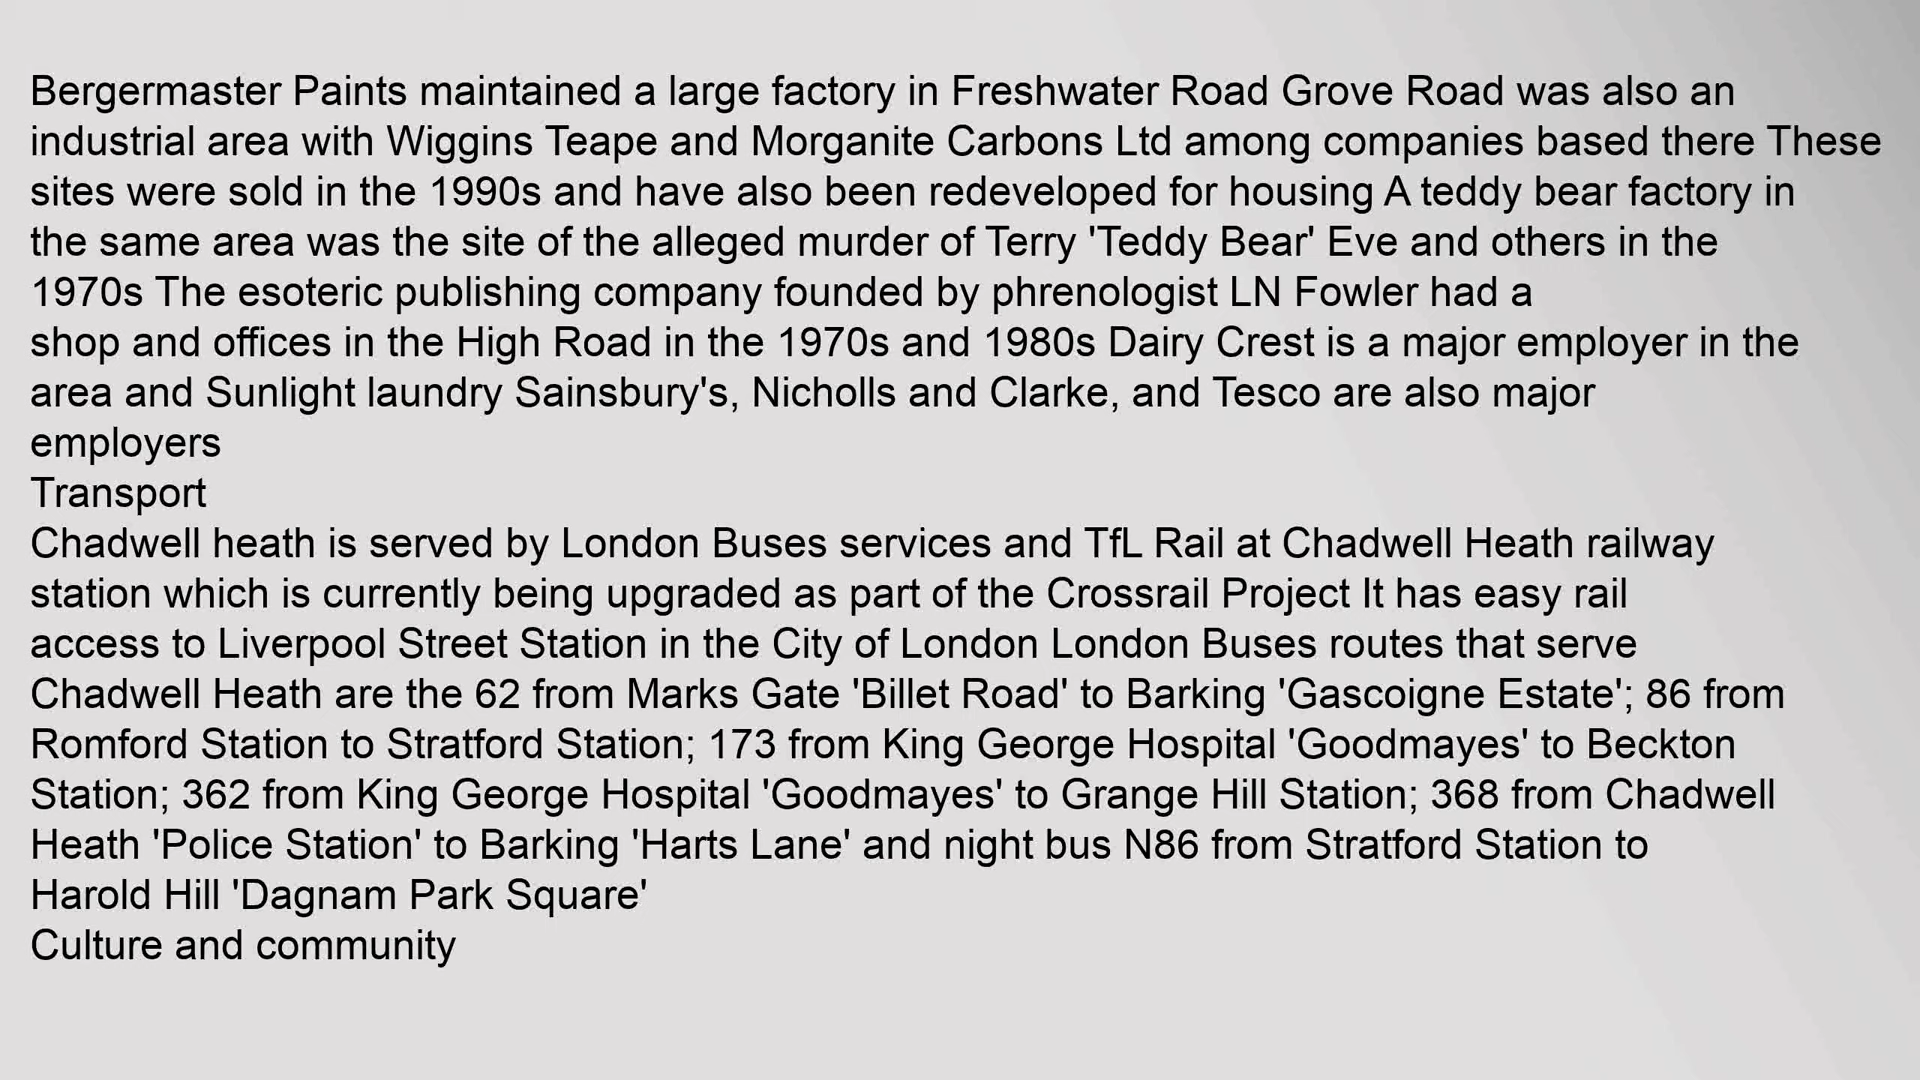 Bergermaster Paints maintained a large factory in Freshwater Road Grove Road was also an
industrial area with Wiggins Teape and Morganite Carbons Ltd among companies based there These
sites were sold in the 1990s and have also been redeveloped for housing A teddy bear factory in
the same area was the site of the alleged murder of Terry 'Teddy Bear' Eve and others in the
1970s The esoteric publishing company founded by phrenologist LN Fowler had a
shop and offices in the High Road in the 1970s and 1980s Dairy Crest is a major employer in the
area and Sunlight laundry Sainsbury's, Nicholls and Clarke, and Tesco are also major
employers
Transport
Chadwell heath is served by London Buses services and TfL Rail at Chadwell Heath railway
station which is currently being upgraded as part of the Crossrail Project It has easy rail
access to Liverpool Street Station in the City of London London Buses routes that serve
Chadwell Heath are the 62 from Marks Gate 'Billet Road' to Barking 'Gascoigne Estate'; 86 from
Romford Station to Stratford Station; 173 from King George Hospital 'Goodmayes' to Beckton
Station; 362 from King George Hospital 'Goodmayes' to Grange Hill Station; 368 from Chadwell
Heath 'Police Station' to Barking 'Harts Lane' and night bus N86 from Stratford Station to
Harold Hill 'Dagnam Park Square'
Culture and community